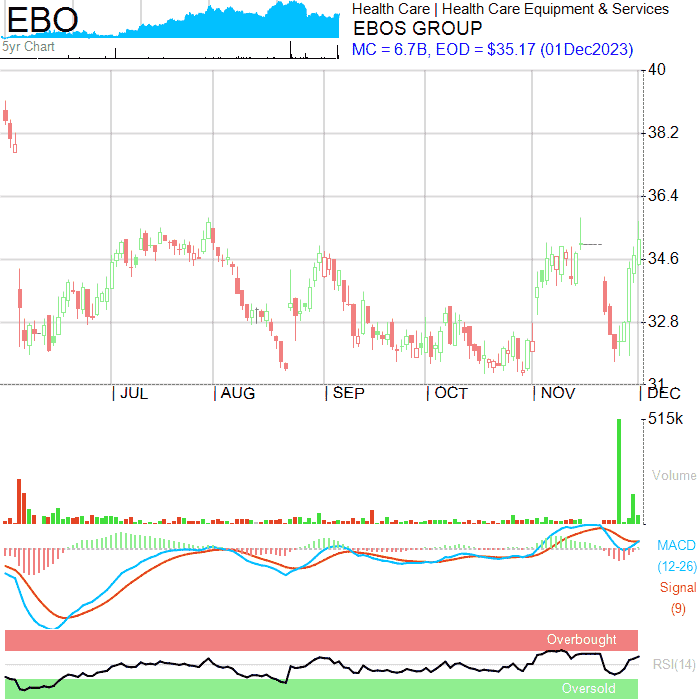 EBO
5yr Chart
Health Care | Health Care Equipment & Services
EBOS GROUP
MC = 6.7B, EOD = $35.17 (01Dec2023)
40
38.2
36.4
34.6
32.8
31
JUL AUG SEP OCT NOV DEC
515k
Volume
MACD
(12-26)
Signal
(9)
Overbought
RSI(14)
Oversold